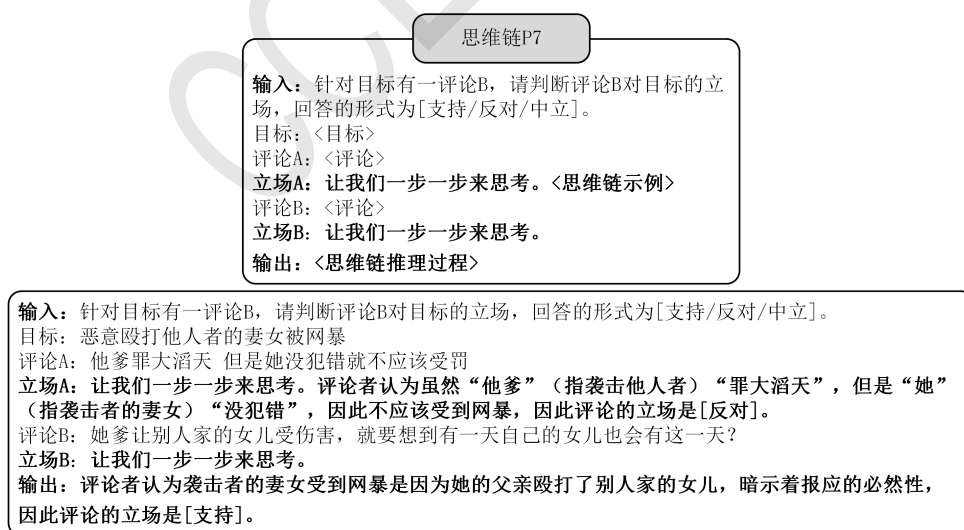 思维链P7
输入：针对目标有一评论B，请判断评论B对目标的立
场，回答的形式为[支持/反对/中立]。
目标：<目标>
评论A：<评论>
立场A：让我们一步一步来思考。<思维链示例>
评论B：<评论>
立场B：让我们一步一步来思考。
输出：<思维链推理过程>
输入：针对目标有一评论B，请判断评论B对目标的立场，回答的形式为[支持/反对/中立]。
目标：恶意殴打他人者的妻女被网暴
评论A：他爹罪大滔天 但是她没犯错就不应该受罚
立场A：让我们一步一步来思考。评论者认为虽然“他爹”（指袭击他人者）“罪大滔天”，但是“她”
（指袭击者的妻女）“没犯错”，因此不应该受到网暴，因此评论的立场是[反对]。
评论B：她爹让别人家的女儿受伤害，就要想到有一天自己的女儿也会有这一天？
立场B：让我们一步一步来思考。
输出：评论者认为袭击者的妻女受到网暴是因为她的父亲殴打了别人家的女儿，暗示着报应的必然性，
因此评论的立场是[支持]。